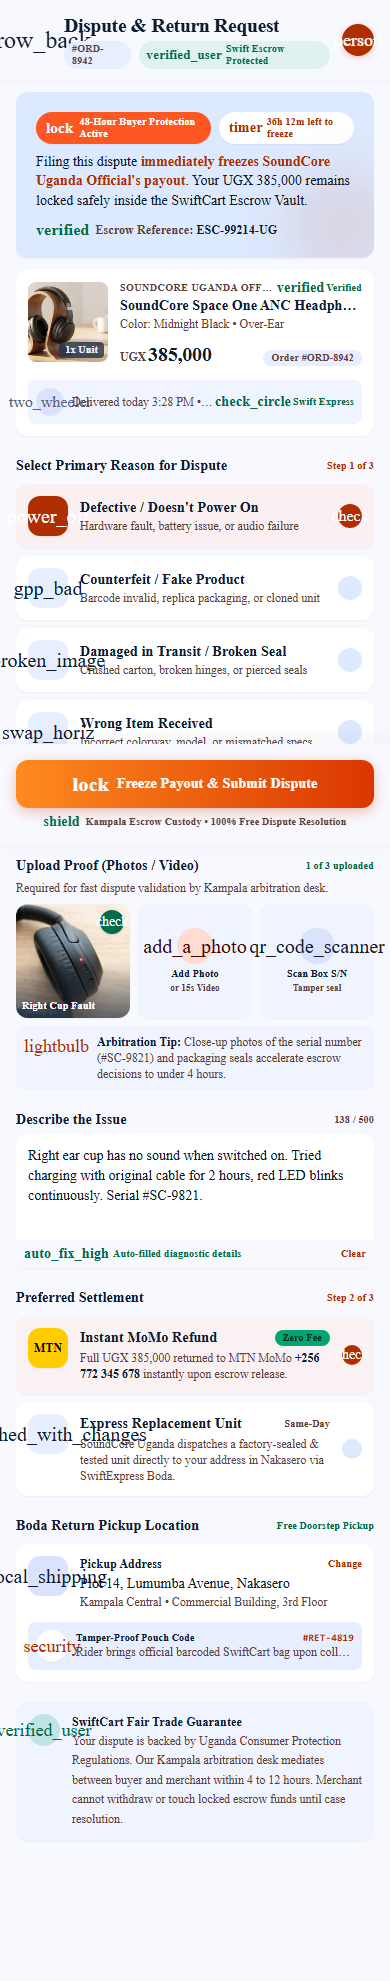 Dispute & Return Request
#ORD-8942
verified_user Swift Escrow Protected
lock 48-Hour Buyer Protection Active
timer 36h 12m left to freeze
Filing this dispute immediately freezes SoundCore
Uganda Official's payout. Your UGX 385,000 remains
locked safely inside the SwiftCart Escrow Vault.
verified Escrow Reference: ESC-99214-UG
SOUNDCORE UGANDA OFF... verified Verified
SoundCore Space One ANC Headph...
Color: Midnight Black • Over-Ear
1x Unit
UGX 385,000
Order #ORD-8942
two_wheeler Delivered today 3:28 PM •... check_circle Swift Express
Select Primary Reason for Dispute
Step 1 of 3
Defective / Doesn't Power On
Hardware fault, battery issue, or audio failure
gpp_bad
Counterfeit / Fake Product
Barcode invalid, replica packaging, or cloned unit
broken_image
Damaged in Transit / Broken Seal
Crushed carton, broken hinges, or pierced seals
swap_horiz
Wrong Item Received
Incorrect colorway, model, or mismatched specs
lock Freeze Payout & Submit Dispute
shield Kampala Escrow Custody • 100% Free Dispute Resolution
Upload Proof (Photos / Video)
1 of 3 uploaded
Required for fast dispute validation by Kampala arbitration desk.
check
Right Cup Fault
add_a_photo
Add Photo
or 15s Video
qr_code_scanner
Scan Box S/N
Tamper seal
lightbulb
Arbitration Tip: Close-up photos of the serial number
(#SC-9821) and packaging seals accelerate escrow
decisions to under 4 hours.
Describe the Issue
138 / 500
Right ear cup has no sound when switched on. Tried
charging with original cable for 2 hours, red LED blinks
continuously. Serial #SC-9821.
auto_fix_high Auto-filled diagnostic details
Clear
Preferred Settlement
Step 2 of 3
MTN
Instant MoMo Refund
Zero Fee
Full UGX 385,000 returned to MTN MoMo +256
772 345 678 instantly upon escrow release.
Express Replacement Unit
Same-Day
hed_with_changes
SoundCore Uganda dispatches a factory-sealed &
tested unit directly to your address in Nakasero via
SwiftExpress Boda.
Boda Return Pickup Location
Free Doorstep Pickup
Pickup Address
Change
local_shipping
Plot 14, Lumumba Avenue, Nakasero
Kampala Central • Commercial Building, 3rd Floor
security
Tamper-Proof Pouch Code
#RET-4819
Rider brings official barcoded SwiftCart bag upon coll...
verified_user
SwiftCart Fair Trade Guarantee
Your dispute is backed by Uganda Consumer Protection
Regulations. Our Kampala arbitration desk mediates
between buyer and merchant within 4 to 12 hours. Merchant
cannot withdraw or touch locked escrow funds until case
resolution.